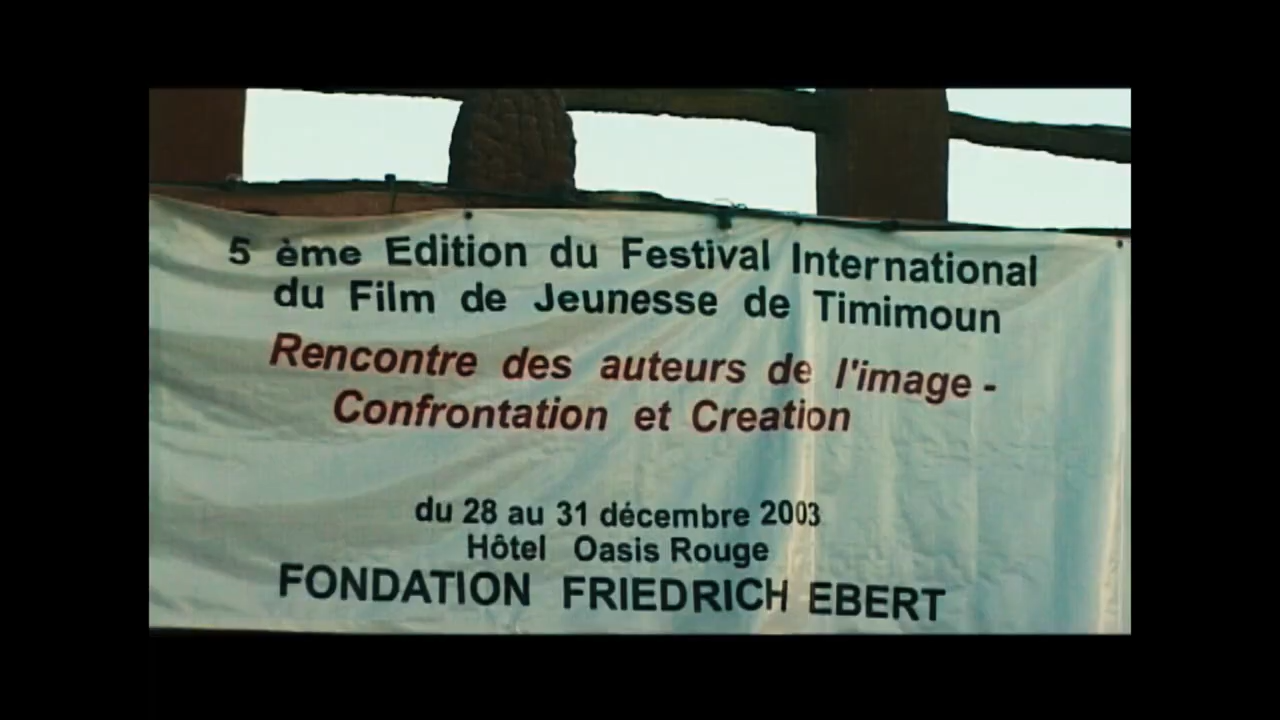 5 ème Edition du Festival International
du Film de Jeunesse de Timimoun
Rencontre des auteurs de l'image -
Confrontation et Creation
du 28 au 31 décembre 2003
Hôtel Oasis Rouge
FONDATION FRIEDRICH EBERT